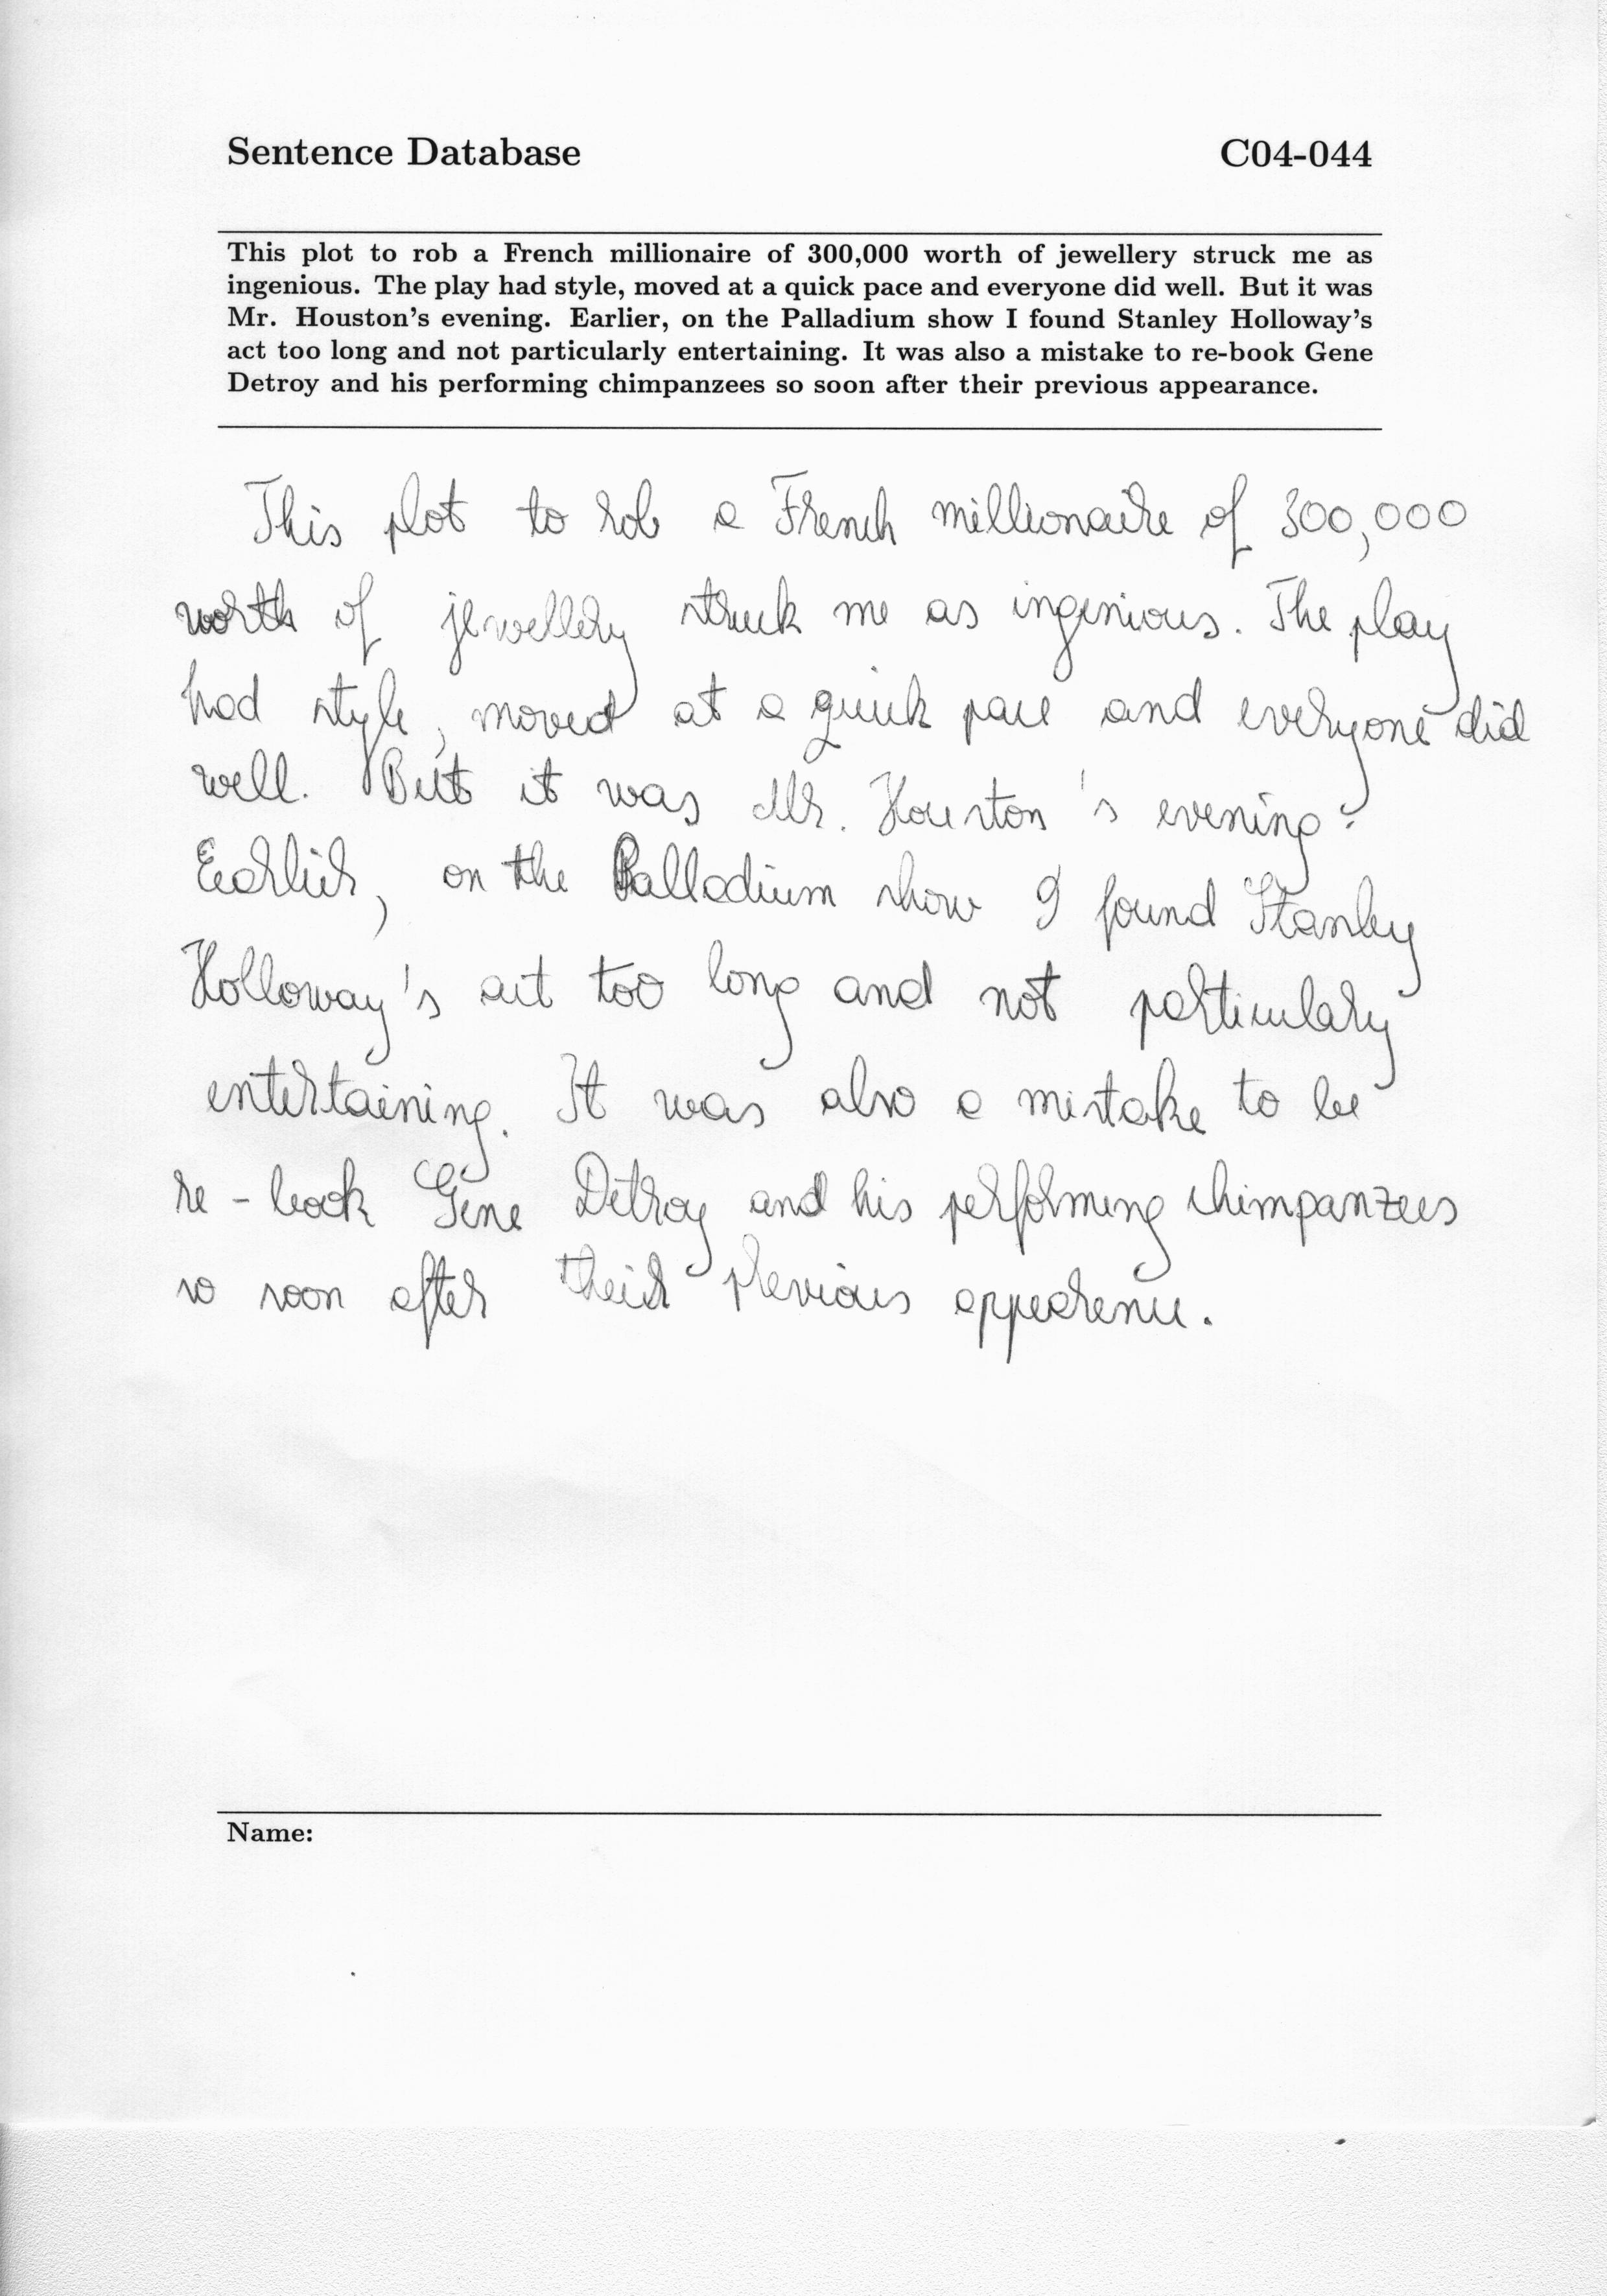 Sentence Database C04-044
This plot to rob a French millionaire of 300,000 worth of jewellery struck me as
ingenious. The play had style, moved at a quick pace and everyone did well. But it was
Mr. Houston's evening. Earlier, on the Palladium show I found Stanley Holloway's
act too long and not particularly entertaining. It was also a mistake to re-book Gene
Detroy and his performing chimpanzees so soon after their previous appearance.
This plot to rob a French millionaire of 300,000
worth of jewellery struck me as ingenious. The play
had style, moved at a quick pace and everyone did
well. But it was Mr. Houston's evening.
Earlier, on the Palladium show I found Stanley
Holloway's act too long and not particulary
entertaining. It was also a mistake to be
re-book Gene Detroy and his performing chimpanzees
so soon after their previous appearence.
Name: